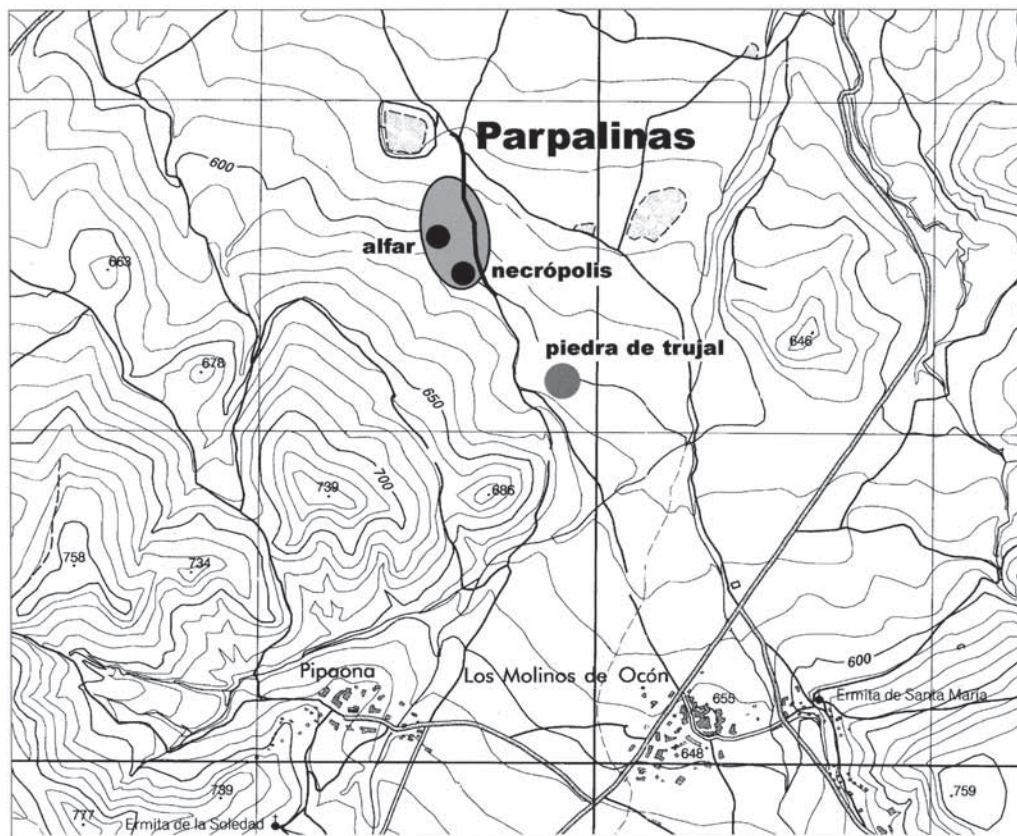 Parpalinas
600
alfar
necrópolis
663
piedra de trujal
646
678
650
700
739
686
758
734
600
Pipaona
Los Molinos de Ocón
655
Ermita de Santa María
648
739
759
777
Ermita de la Soledad